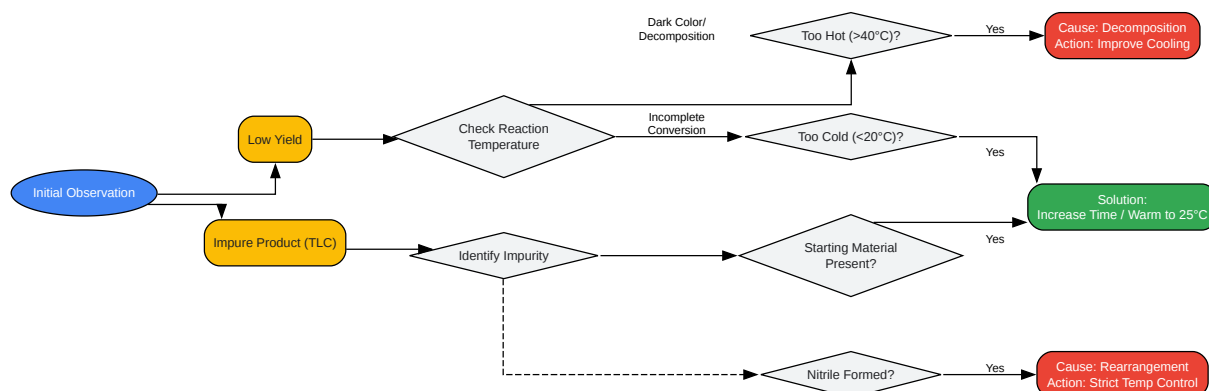 Dark Color/
Decomposition
Too Hot (>40°C)?
Yes
Cause: Decomposition
Action: Improve Cooling
Low Yield
Check Reaction
Temperature
Incomplete
Conversion
Too Cold (<20°C)?
Yes
Initial Observation
Solution:
Increase Time / Warm to 25°C
Impure Product (TLC)
Identify Impurity
Starting Material
Present?
Yes
Nitrile Formed?
Yes
Cause: Rearrangement
Action: Strict Temp Control